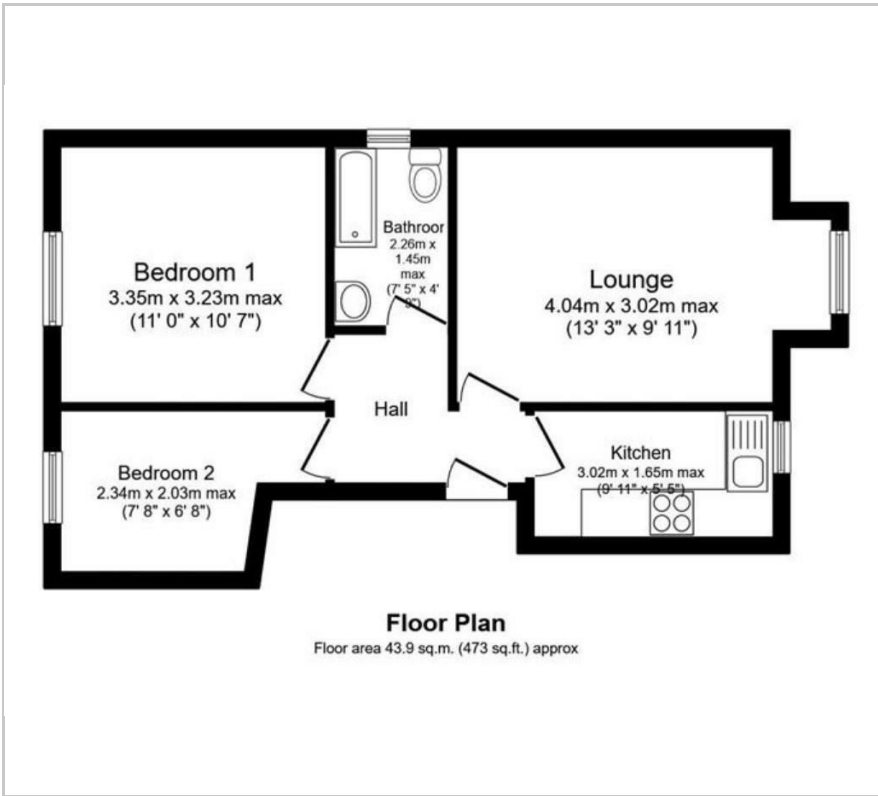 Bedroom 1
3.35m x 3.23m max
(11' 0" x 10' 7")
Bathroor
2.26m x
1.45m
max
(7' 5" x 4'
9")
Lounge
4.04m x 3.02m max
(13' 3" x 9' 11")
Hall
Bedroom 2
2.34m x 2.03m max
(7' 8" x 6' 8")
Kitchen
3.02m x 1.65m max
(9' 11" x 5' 5")
Floor Plan
Floor area 43.9 sq.m. (473 sq.ft.) approx